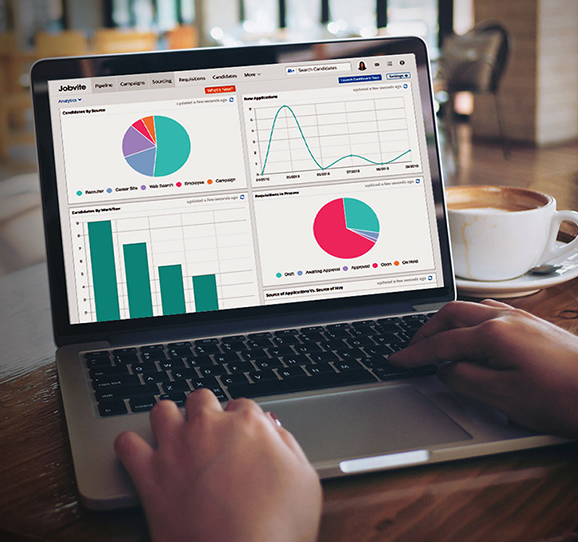 Jobvite
Pipeline Campaigns Sourcing Requisitions Candidates More
What's New?
Search Candidates
Analytics
Launch Dashboard Tour
Settings
Candidates By Source
updated a few seconds ago
Recruiter Career Site Web Search Employee Campaign
New Applications
updated a few seconds ago
Candidates By Workflow
updated a few seconds ago
Requisitions In Process
updated a few seconds ago
Draft Awaiting Approval Approved Open On Hold
Source of Applications Vs. Source of Hire
updated a few seconds ago